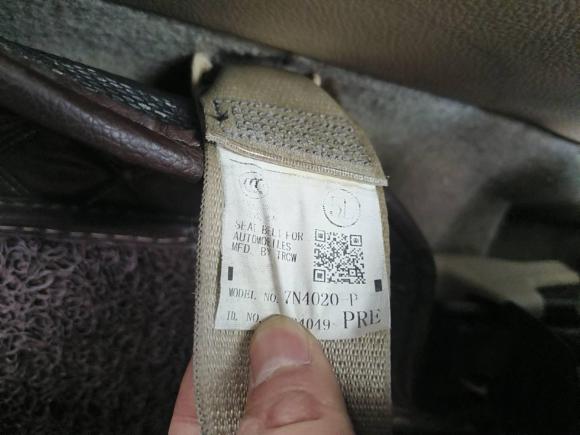 SEAT BELT FOR
AUTOMOBILES
MFD. BY TRCW
MODEL NO. 7N4020-P
ID. NO. 4049- PRE